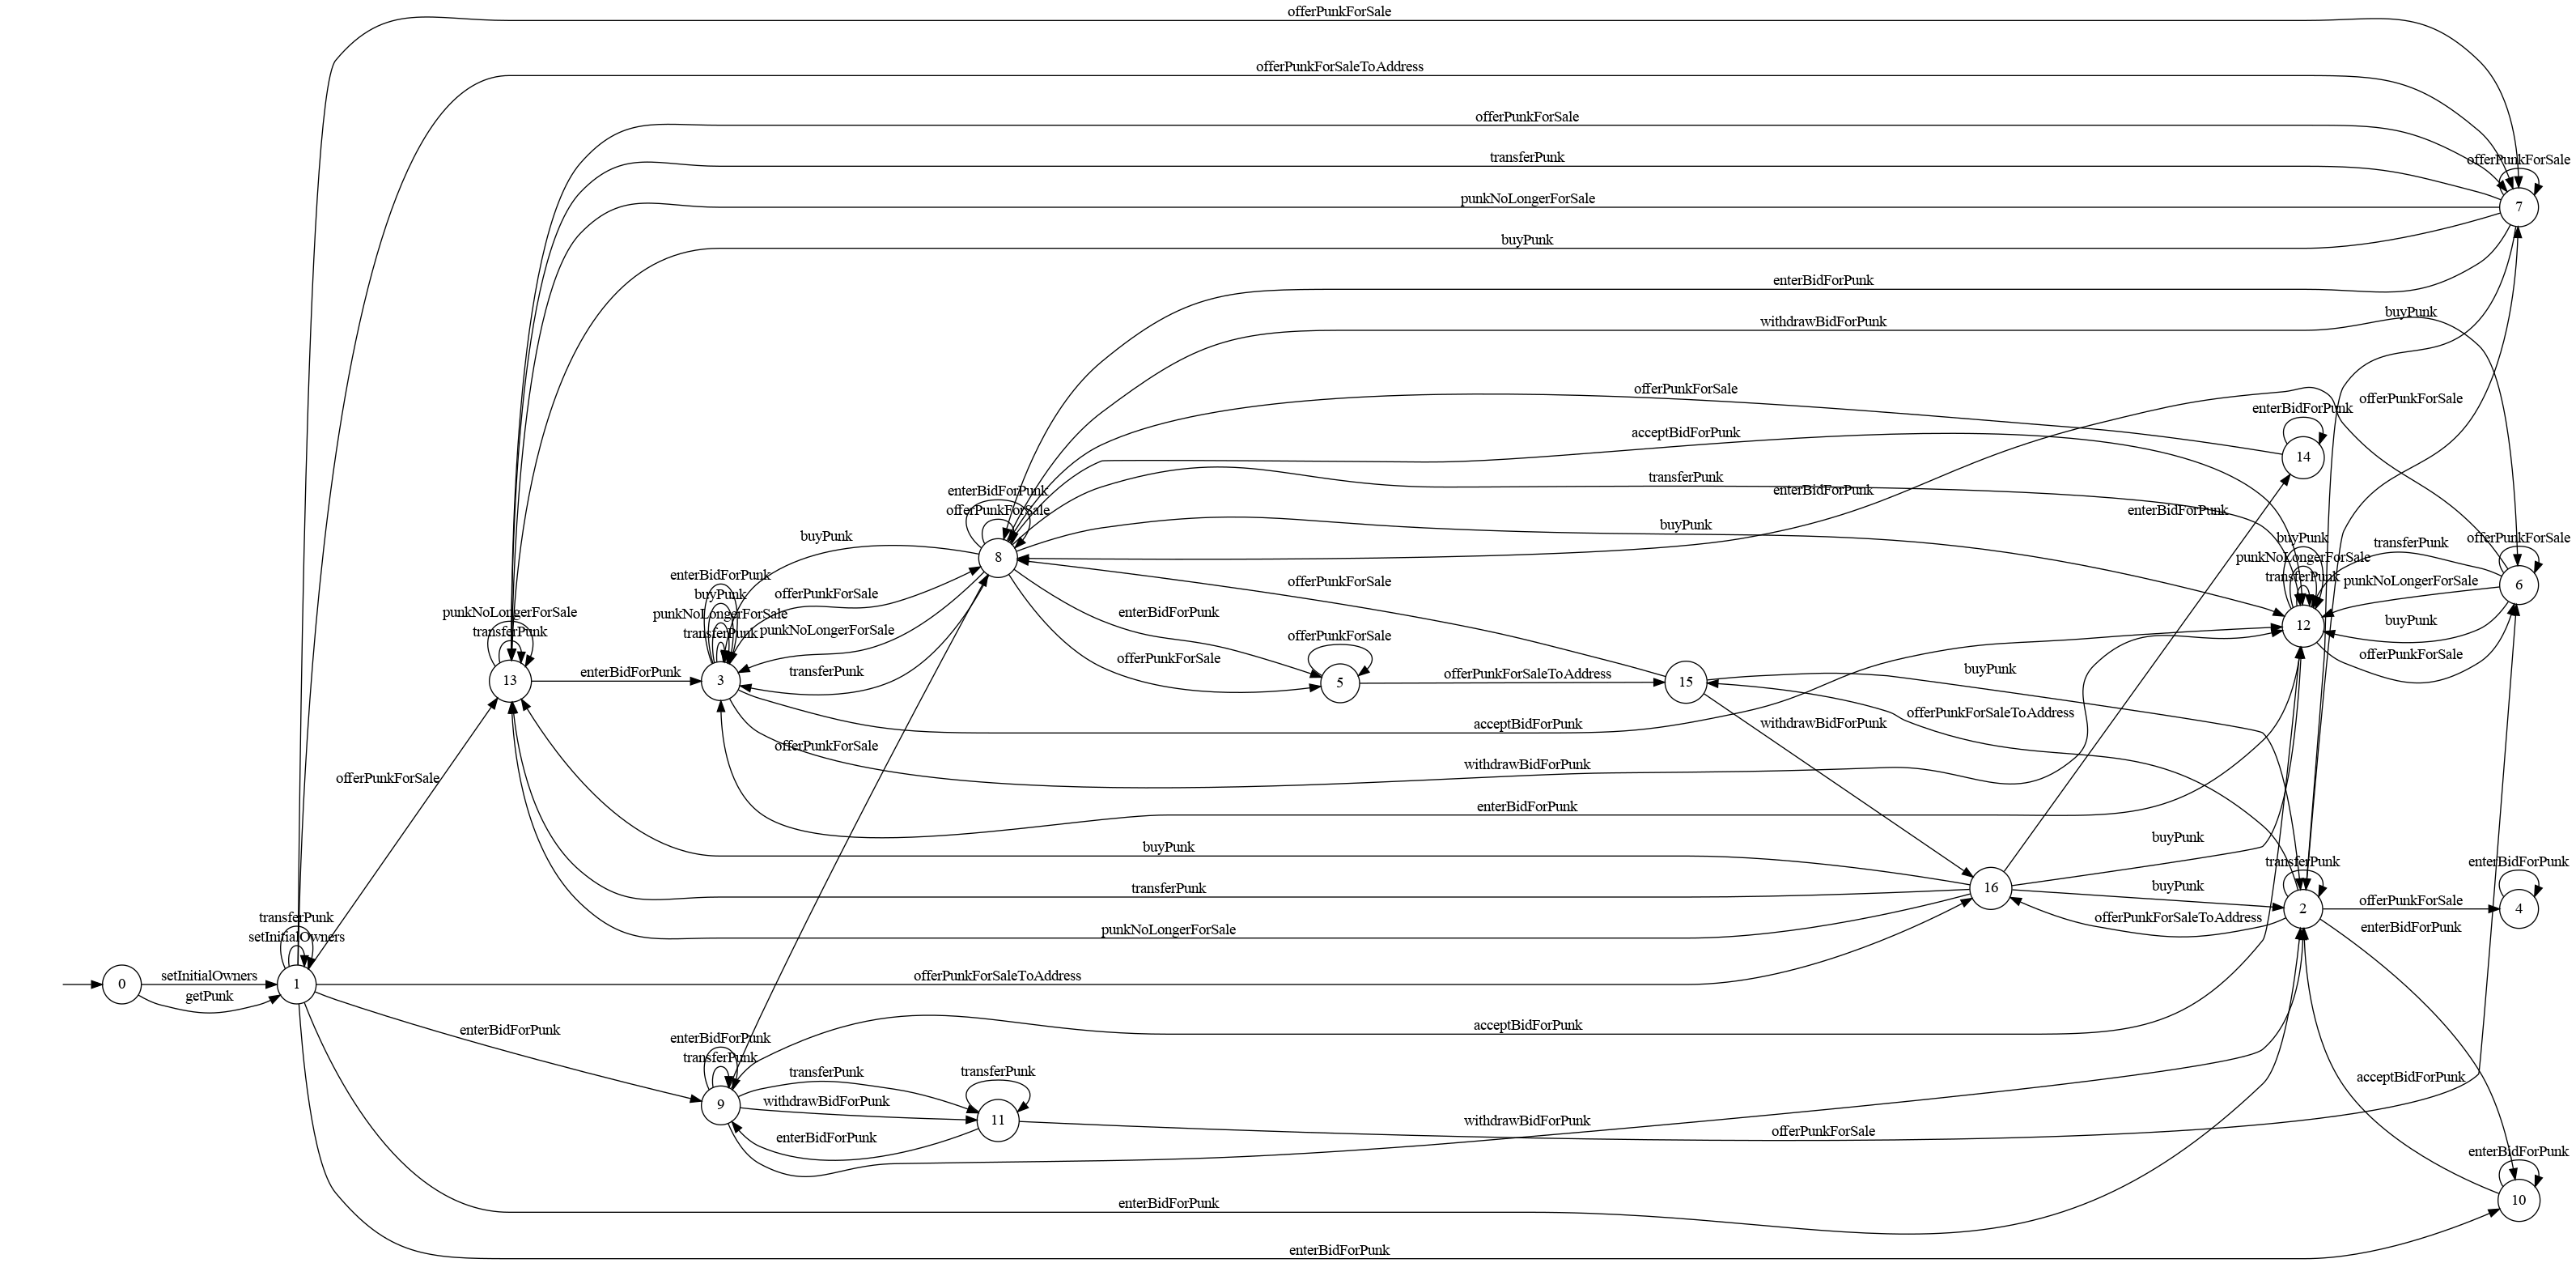 offerPunkForSale
offerPunkForSaleToAddress
offerPunkForSale
transferPunk
offerPunkForSale
punkNoLongerForSale
7
buyPunk
enterBidForPunk
buyPunk
withdrawBidForPunk
offerPunkForSale
offerPunkForSale
enterBidForPunk
acceptBidForPunk
14
transferPunk
enterBidForPunk
enterBidForPunk
offerPunkForSale
enterBidForPunk
buyPunk
buyPunk
buyPunk
transferPunk
offerPunkForSale
punkNoLongerForSale
8
enterBidForPunk
offerPunkForSale
transferPunk
punkNoLongerForSale
6
buyPunk
offerPunkForSale
enterBidForPunk
punkNoLongerForSale
punkNoLongerForSale
buyPunk
12
transferPunk
transferPunk
punkNoLongerForSale
offerPunkForSale
offerPunkForSale
offerPunkForSale
13
enterBidForPunk
3
transferPunk
5
offerPunkForSaleToAddress
15
buyPunk
offerPunkForSaleToAddress
acceptBidForPunk
withdrawBidForPunk
offerPunkForSale
offerPunkForSale
withdrawBidForPunk
enterBidForPunk
buyPunk
buyPunk
transferPunk
enterBidForPunk
transferPunk
16
buyPunk
2
offerPunkForSale
4
offerPunkForSaleToAddress
enterBidForPunk
punkNoLongerForSale
transferPunk
setInitialOwners
0
setInitialOwners
getPunk
1
offerPunkForSaleToAddress
enterBidForPunk
acceptBidForPunk
enterBidForPunk
transferPunk
9
transferPunk
withdrawBidForPunk
transferPunk
11
enterBidForPunk
acceptBidForPunk
withdrawBidForPunk
offerPunkForSale
enterBidForPunk
10
enterBidForPunk
enterBidForPunk